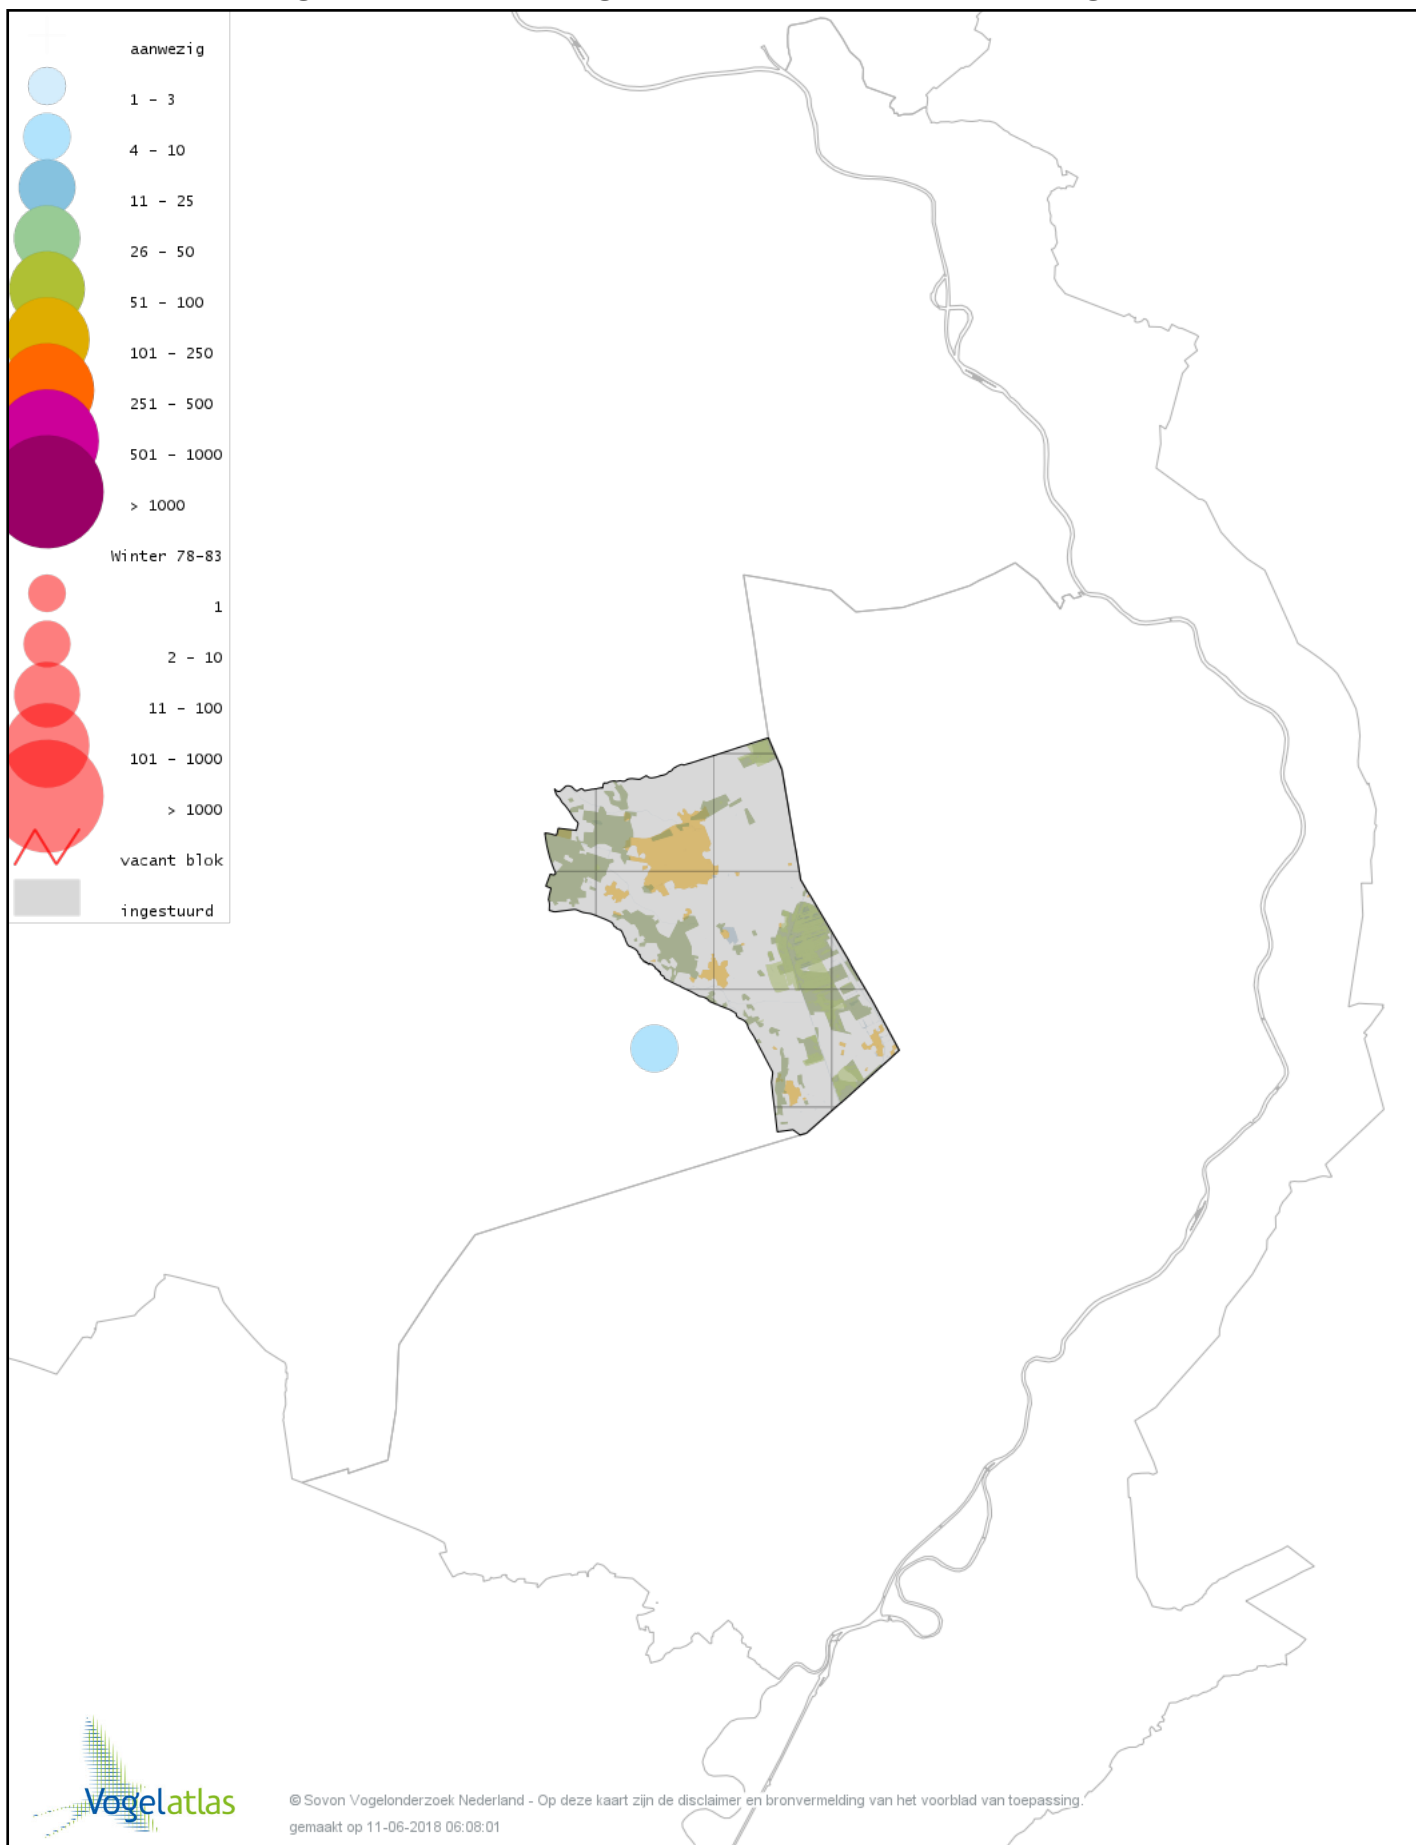 aanwezig
1 - 3
4 - 10
11 - 25
26 - 50
51 - 100
101 - 250
251 - 500
501 - 1000
> 1000
Winter 78-83
1
2 - 10
11 - 100
101 - 1000
> 1000
vacant blok
ingestuurd
Vogelatlas
© Sovon Vogelonderzoek Nederland - Op deze kaart zijn de disclaimer en bronvermelding van het voorblad van toepassing.
gemaakt op 11-06-2018 06:08:01